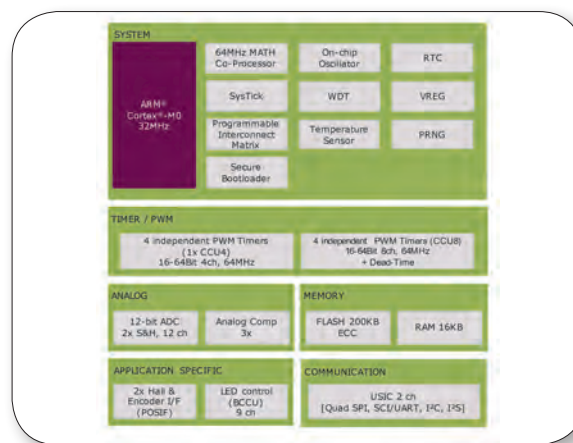 SYSTEM
ARM®
Cortex®-M0
32MHz
64MHz MATH
Co-Processor
On-chip
Oscillator
RTC
SysTick
WDT
VREG
Programmable
Interconnect
Matrix
Temperature
Sensor
PRNG
Secure
Bootloader
TIMER / PWM
4 independent PWM Timers
(1x CCU4)
16-64Bit 4ch, 64MHz
4 independent PWM Timers (CCU8)
16-64Bit 8ch, 64MHz
+ Dead-Time
ANALOG
12-bit ADC
2x S&H, 12 ch
Analog Comp
3x
MEMORY
FLASH 200KB
ECC
RAM 16KB
APPLICATION SPECIFIC
2x Hall &
Encoder I/F
(POSIF)
LED control
(BCCU)
9 ch
COMMUNICATION
USIC 2 ch
[Quad SPI, SCI/UART, I²C, I²S]